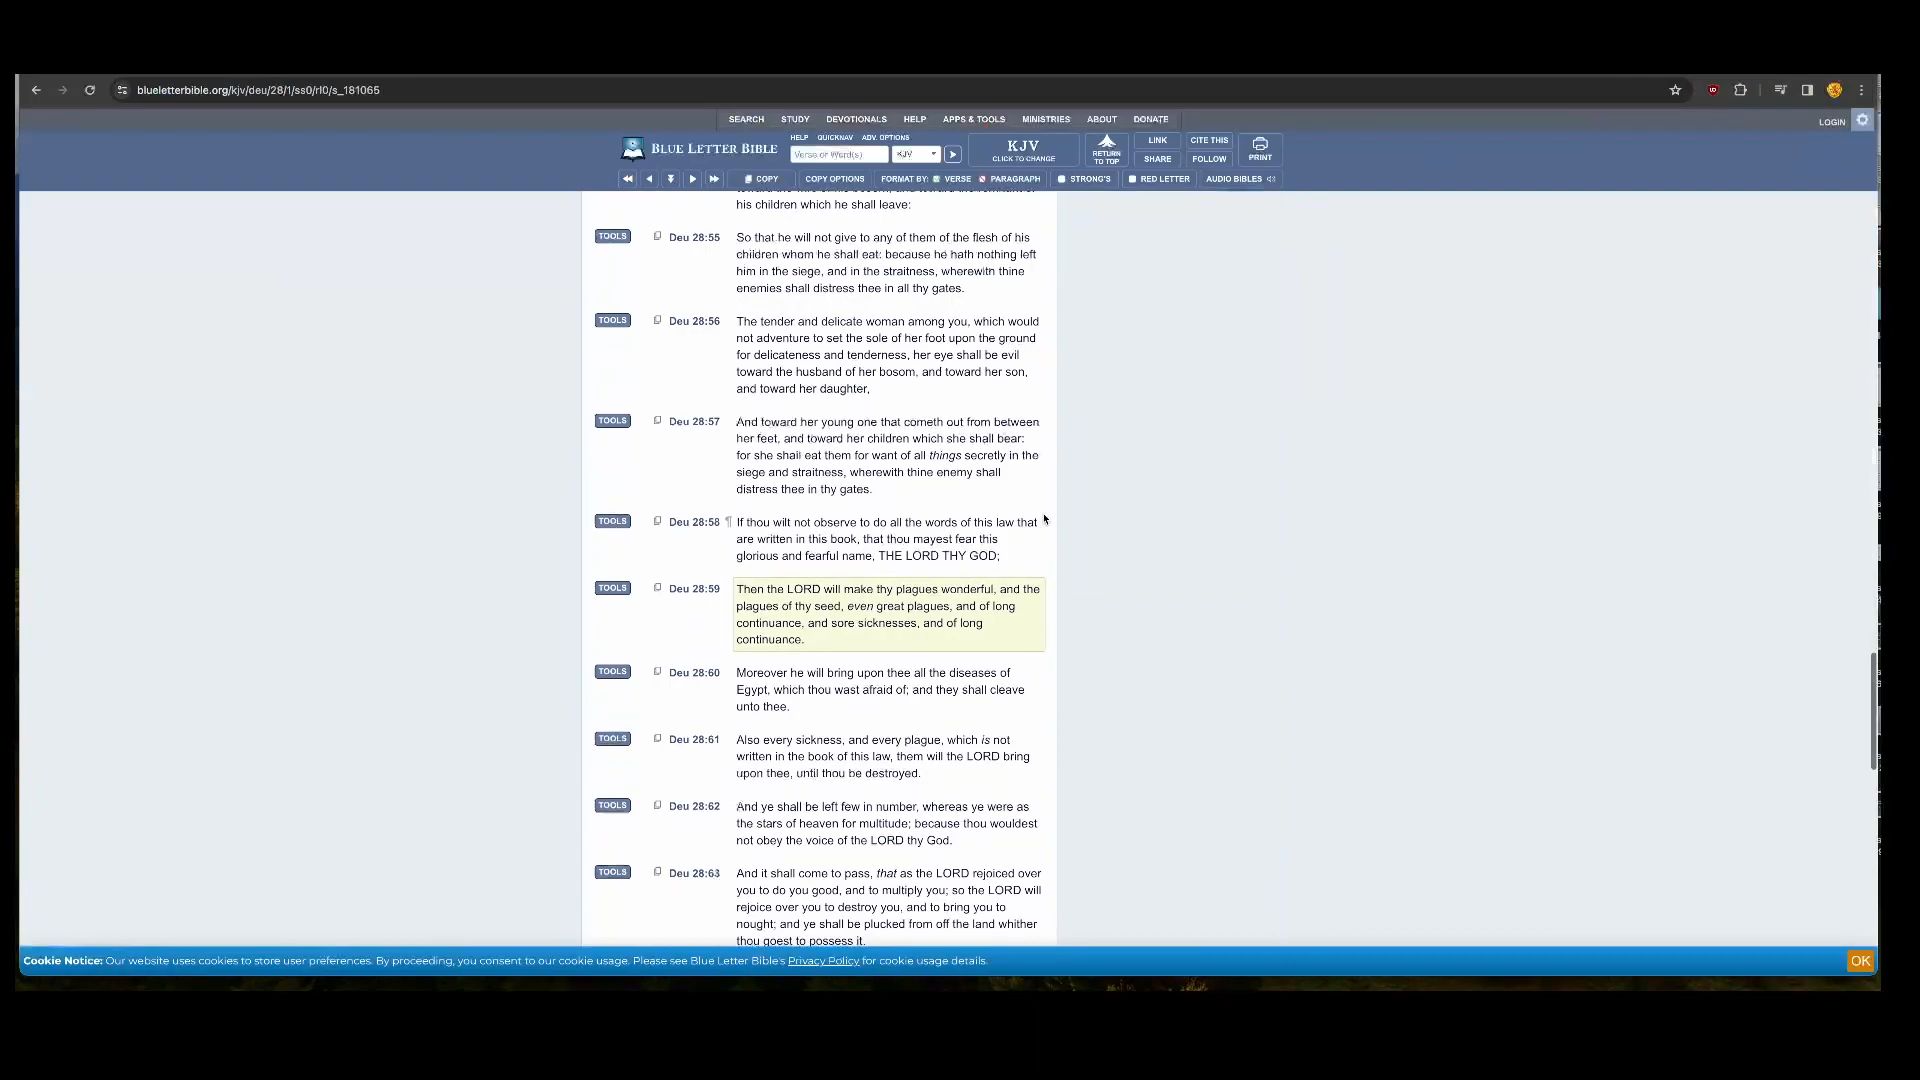 blueletterbible.org/kjv/deu/28/1/ss0/rl0/s_181065
SEARCH STUDY DEVOTIONALS HELP APPS & TOOLS MINISTRIES ABOUT DONATE
LOGIN
BLUE LETTER BIBLE
HELP QUICKNAV ADV. OPTIONS
Verse or Word(s) KJV
KJV
CLICK TO CHANGE
RETURN
TO TOP
LINK CITE THIS
SHARE FOLLOW
PRINT
COPY COPY OPTIONS FORMAT BY: VERSE PARAGRAPH STRONG'S RED LETTER AUDIO BIBLES
his children which he shall leave:
TOOLS Deu 28:55 So that he will not give to any of them of the flesh of his
children whom he shall eat: because he hath nothing left
him in the siege, and in the straitness, wherewith thine
enemies shall distress thee in all thy gates.
TOOLS Deu 28:56 The tender and delicate woman among you, which would
not adventure to set the sole of her foot upon the ground
for delicateness and tenderness, her eye shall be evil
toward the husband of her bosom, and toward her son,
and toward her daughter,
TOOLS Deu 28:57 And toward her young one that cometh out from between
her feet, and toward her children which she shall bear:
for she shall eat them for want of all things secretly in the
siege and straitness, wherewith thine enemy shall
distress thee in thy gates.
TOOLS Deu 28:58 ¶ If thou wilt not observe to do all the words of this law that
are written in this book, that thou mayest fear this
glorious and fearful name, THE LORD THY GOD;
TOOLS Deu 28:59 Then the LORD will make thy plagues wonderful, and the
plagues of thy seed, even great plagues, and of long
continuance, and sore sicknesses, and of long
continuance.
TOOLS Deu 28:60 Moreover he will bring upon thee all the diseases of
Egypt, which thou wast afraid of; and they shall cleave
unto thee.
TOOLS Deu 28:61 Also every sickness, and every plague, which is not
written in the book of this law, them will the LORD bring
upon thee, until thou be destroyed.
TOOLS Deu 28:62 And ye shall be left few in number, whereas ye were as
the stars of heaven for multitude; because thou wouldest
not obey the voice of the LORD thy God.
TOOLS Deu 28:63 And it shall come to pass, that as the LORD rejoiced over
you to do you good, and to multiply you; so the LORD will
rejoice over you to destroy you, and to bring you to
nought; and ye shall be plucked from off the land whither
thou goest to possess it.
Cookie Notice: Our website uses cookies to store user preferences. By proceeding, you consent to our cookie usage. Please see Blue Letter Bible's Privacy Policy for cookie usage details.
OK